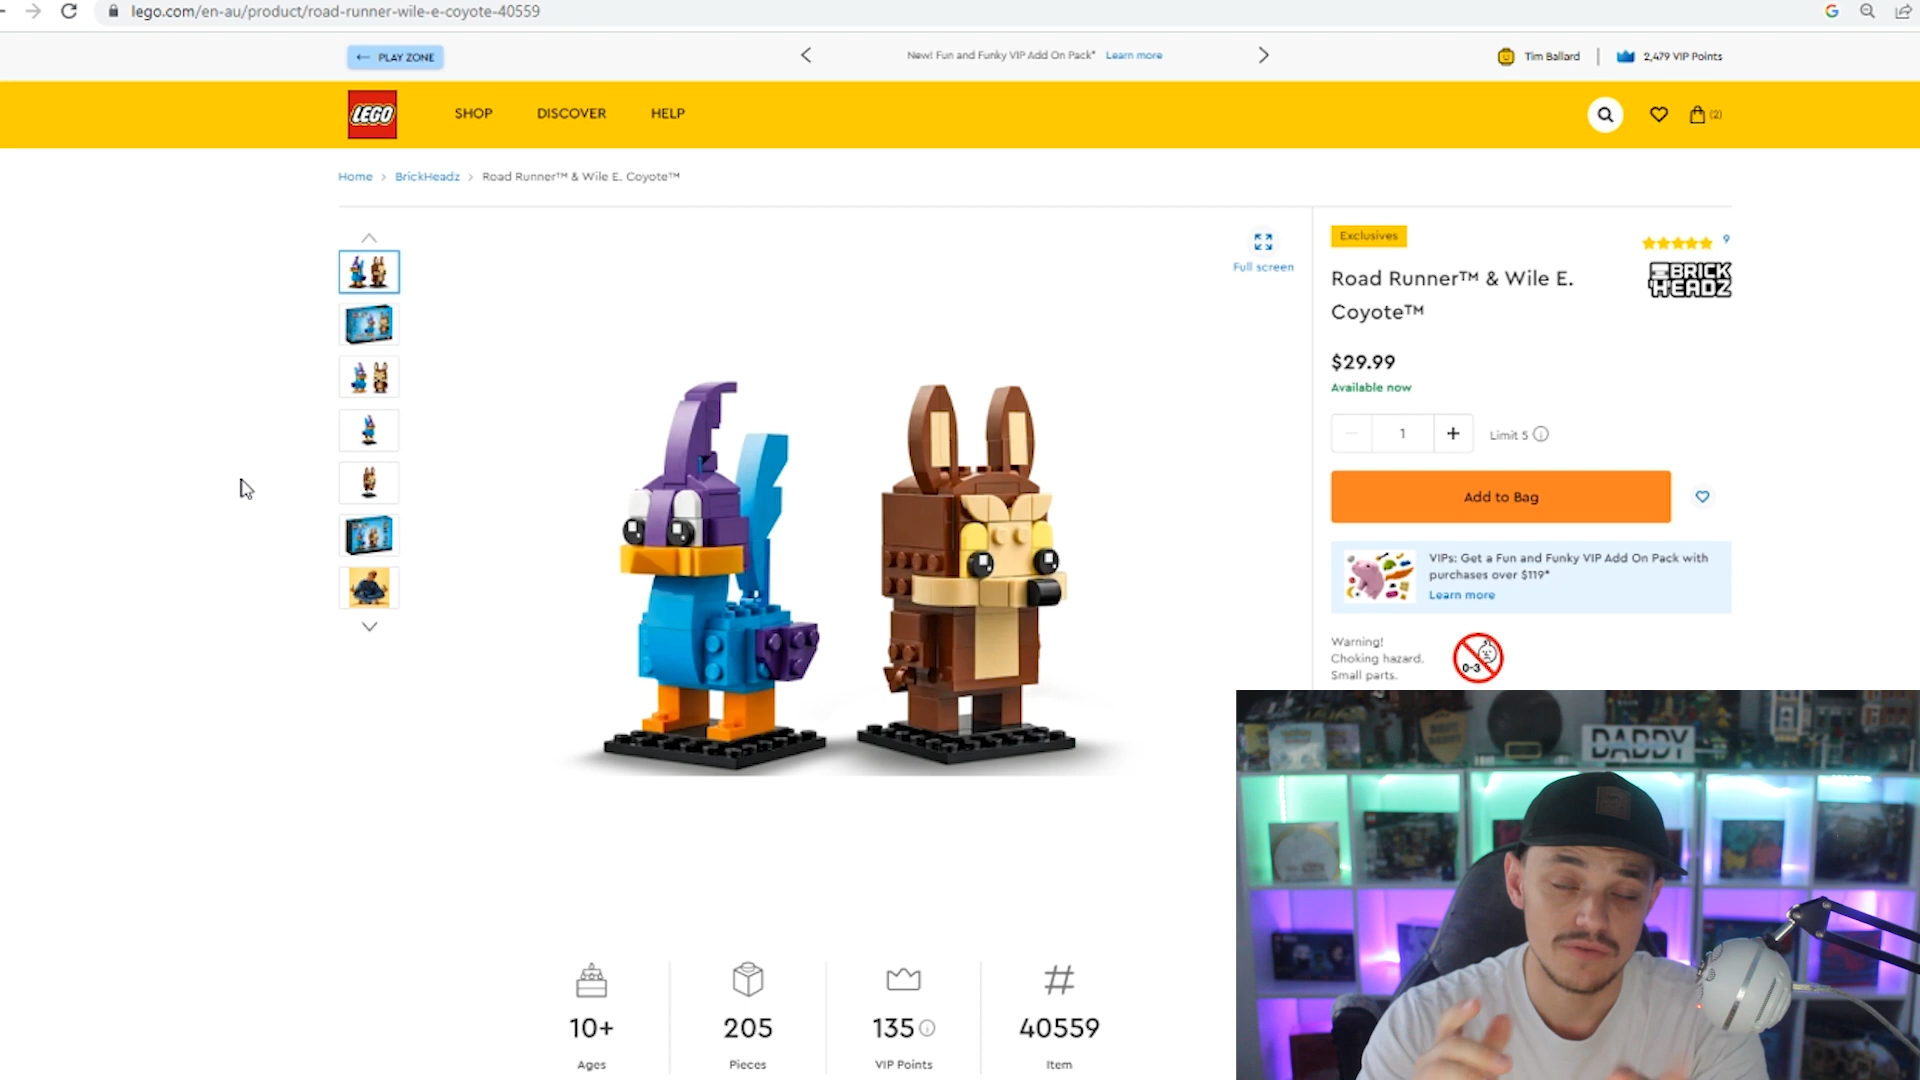 lego.com/en-au/product/road-runner-wile-e-coyote-40559
← PLAY ZONE
New! Fun and Funky VIP Add On Pack* Learn more
Tim Ballard
2,479 VIP Points
LEGO
SHOP
DISCOVER
HELP
(2)
Home > BrickHeadz > Road Runner™ & Wile E. Coyote™
Full screen
Exclusives
9
Road Runner™ & Wile E.
Coyote™
BRICK
HEADZ
$29.99
Available now
1
+
Limit 5
Add to Bag
VIPs: Get a Fun and Funky VIP Add On Pack with
purchases over $119*
Learn more
Warning!
Choking hazard.
Small parts.
0-3
DADDY
10+
Ages
205
Pieces
135
VIP Points
#
40559
Item